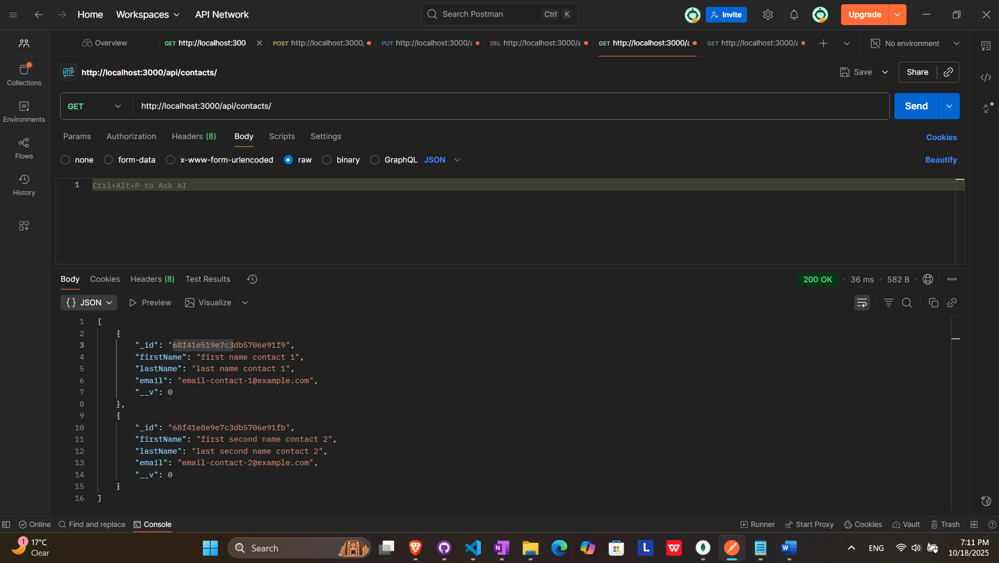 Home Workspaces API Network Search Postman Ctrl K Invite Upgrade
Overview GET http://localhost:300 POST http://localhost:3000, PUT http://localhost:3000/a DEL http://localhost:3000/a GET http://localhost:3000/a GET http://localhost:3000/a No environment
HTTP http://localhost:3000/api/contacts/ Save Share
Collections
Environments
Flows
History
GET http://localhost:3000/api/contacts/ Send
Params Authorization Headers (8) Body Scripts Settings Cookies
none form-data x-www-form-urlencoded raw binary GraphQL JSON Beautify
1 Ctrl+Alt+P to Ask AI
Body Cookies Headers (8) Test Results 200 OK 36 ms 582 B
{} JSON Preview Visualize
1 [
2 {
3 "_id": "68f41e519e7c3db5706e91f9",
4 "firstName": "first name contact 1",
5 "lastName": "last name contact 1",
6 "email": "email-contact-1@example.com",
7 "__v": 0
8 },
9 {
10 "_id": "68f41e8e9e7c3db5706e91fb",
11 "firstName": "first second name contact 2",
12 "lastName": "last second name contact 2",
13 "email": "email-contact-2@example.com",
14 "__v": 0
15 }
16 ]
Online Find and replace Console Runner Start Proxy Cookies Vault Trash
1 17°C
Clear
Search
L
W
W
ENG
7:11 PM
10/18/2025